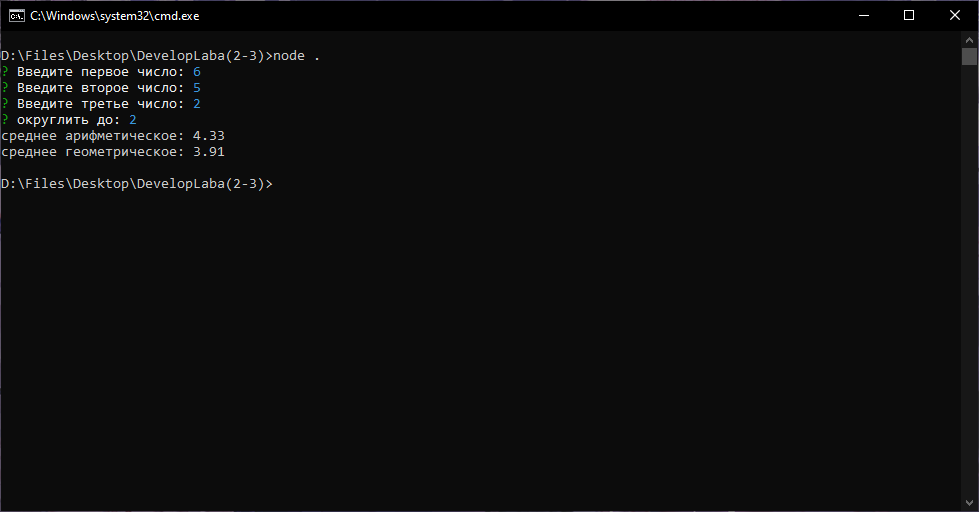 C:\Windows\system32\cmd.exe
D:\Files\Desktop\DevelopLaba(2-3)>node .
? Введите первое число: 6
? Введите второе число: 5
? Введите третье число: 2
? округлить до: 2
среднее арифметическое: 4.33
среднее геометрическое: 3.91
D:\Files\Desktop\DevelopLaba(2-3)>